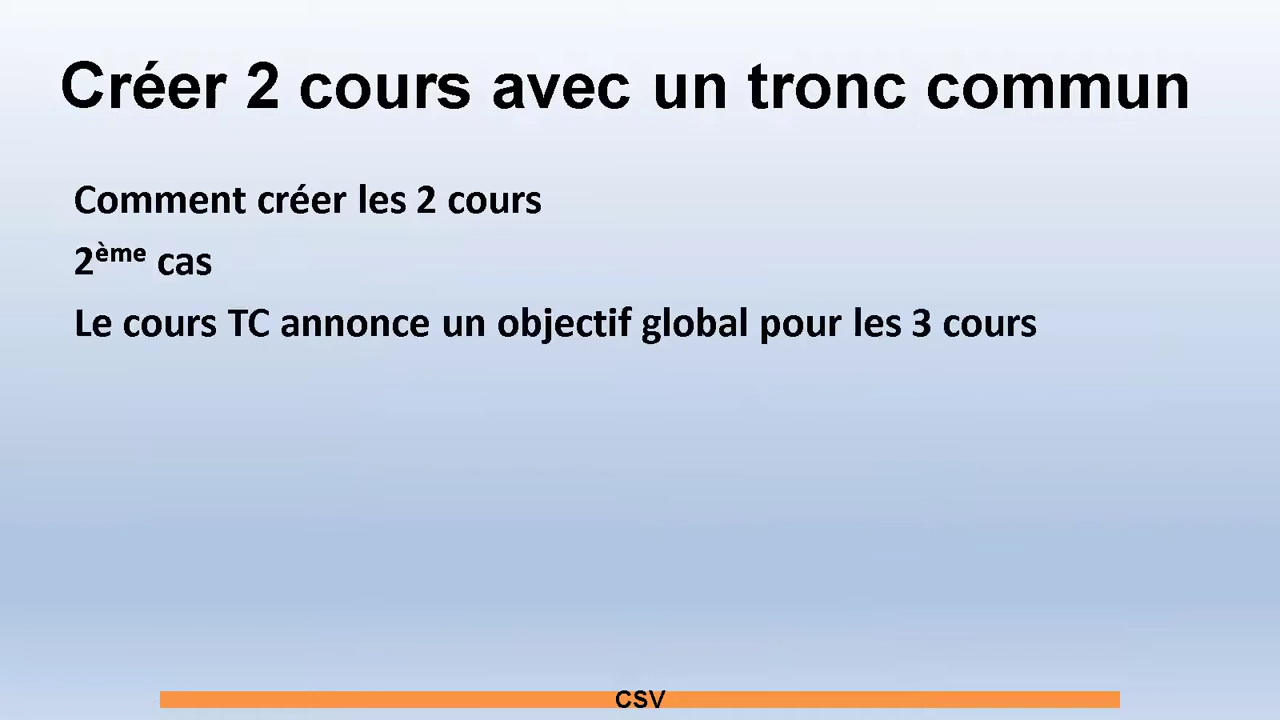 Créer 2 cours avec un tronc commun
Comment créer les 2 cours
2ème cas
Le cours TC annonce un objectif global pour les 3 cours
CSV